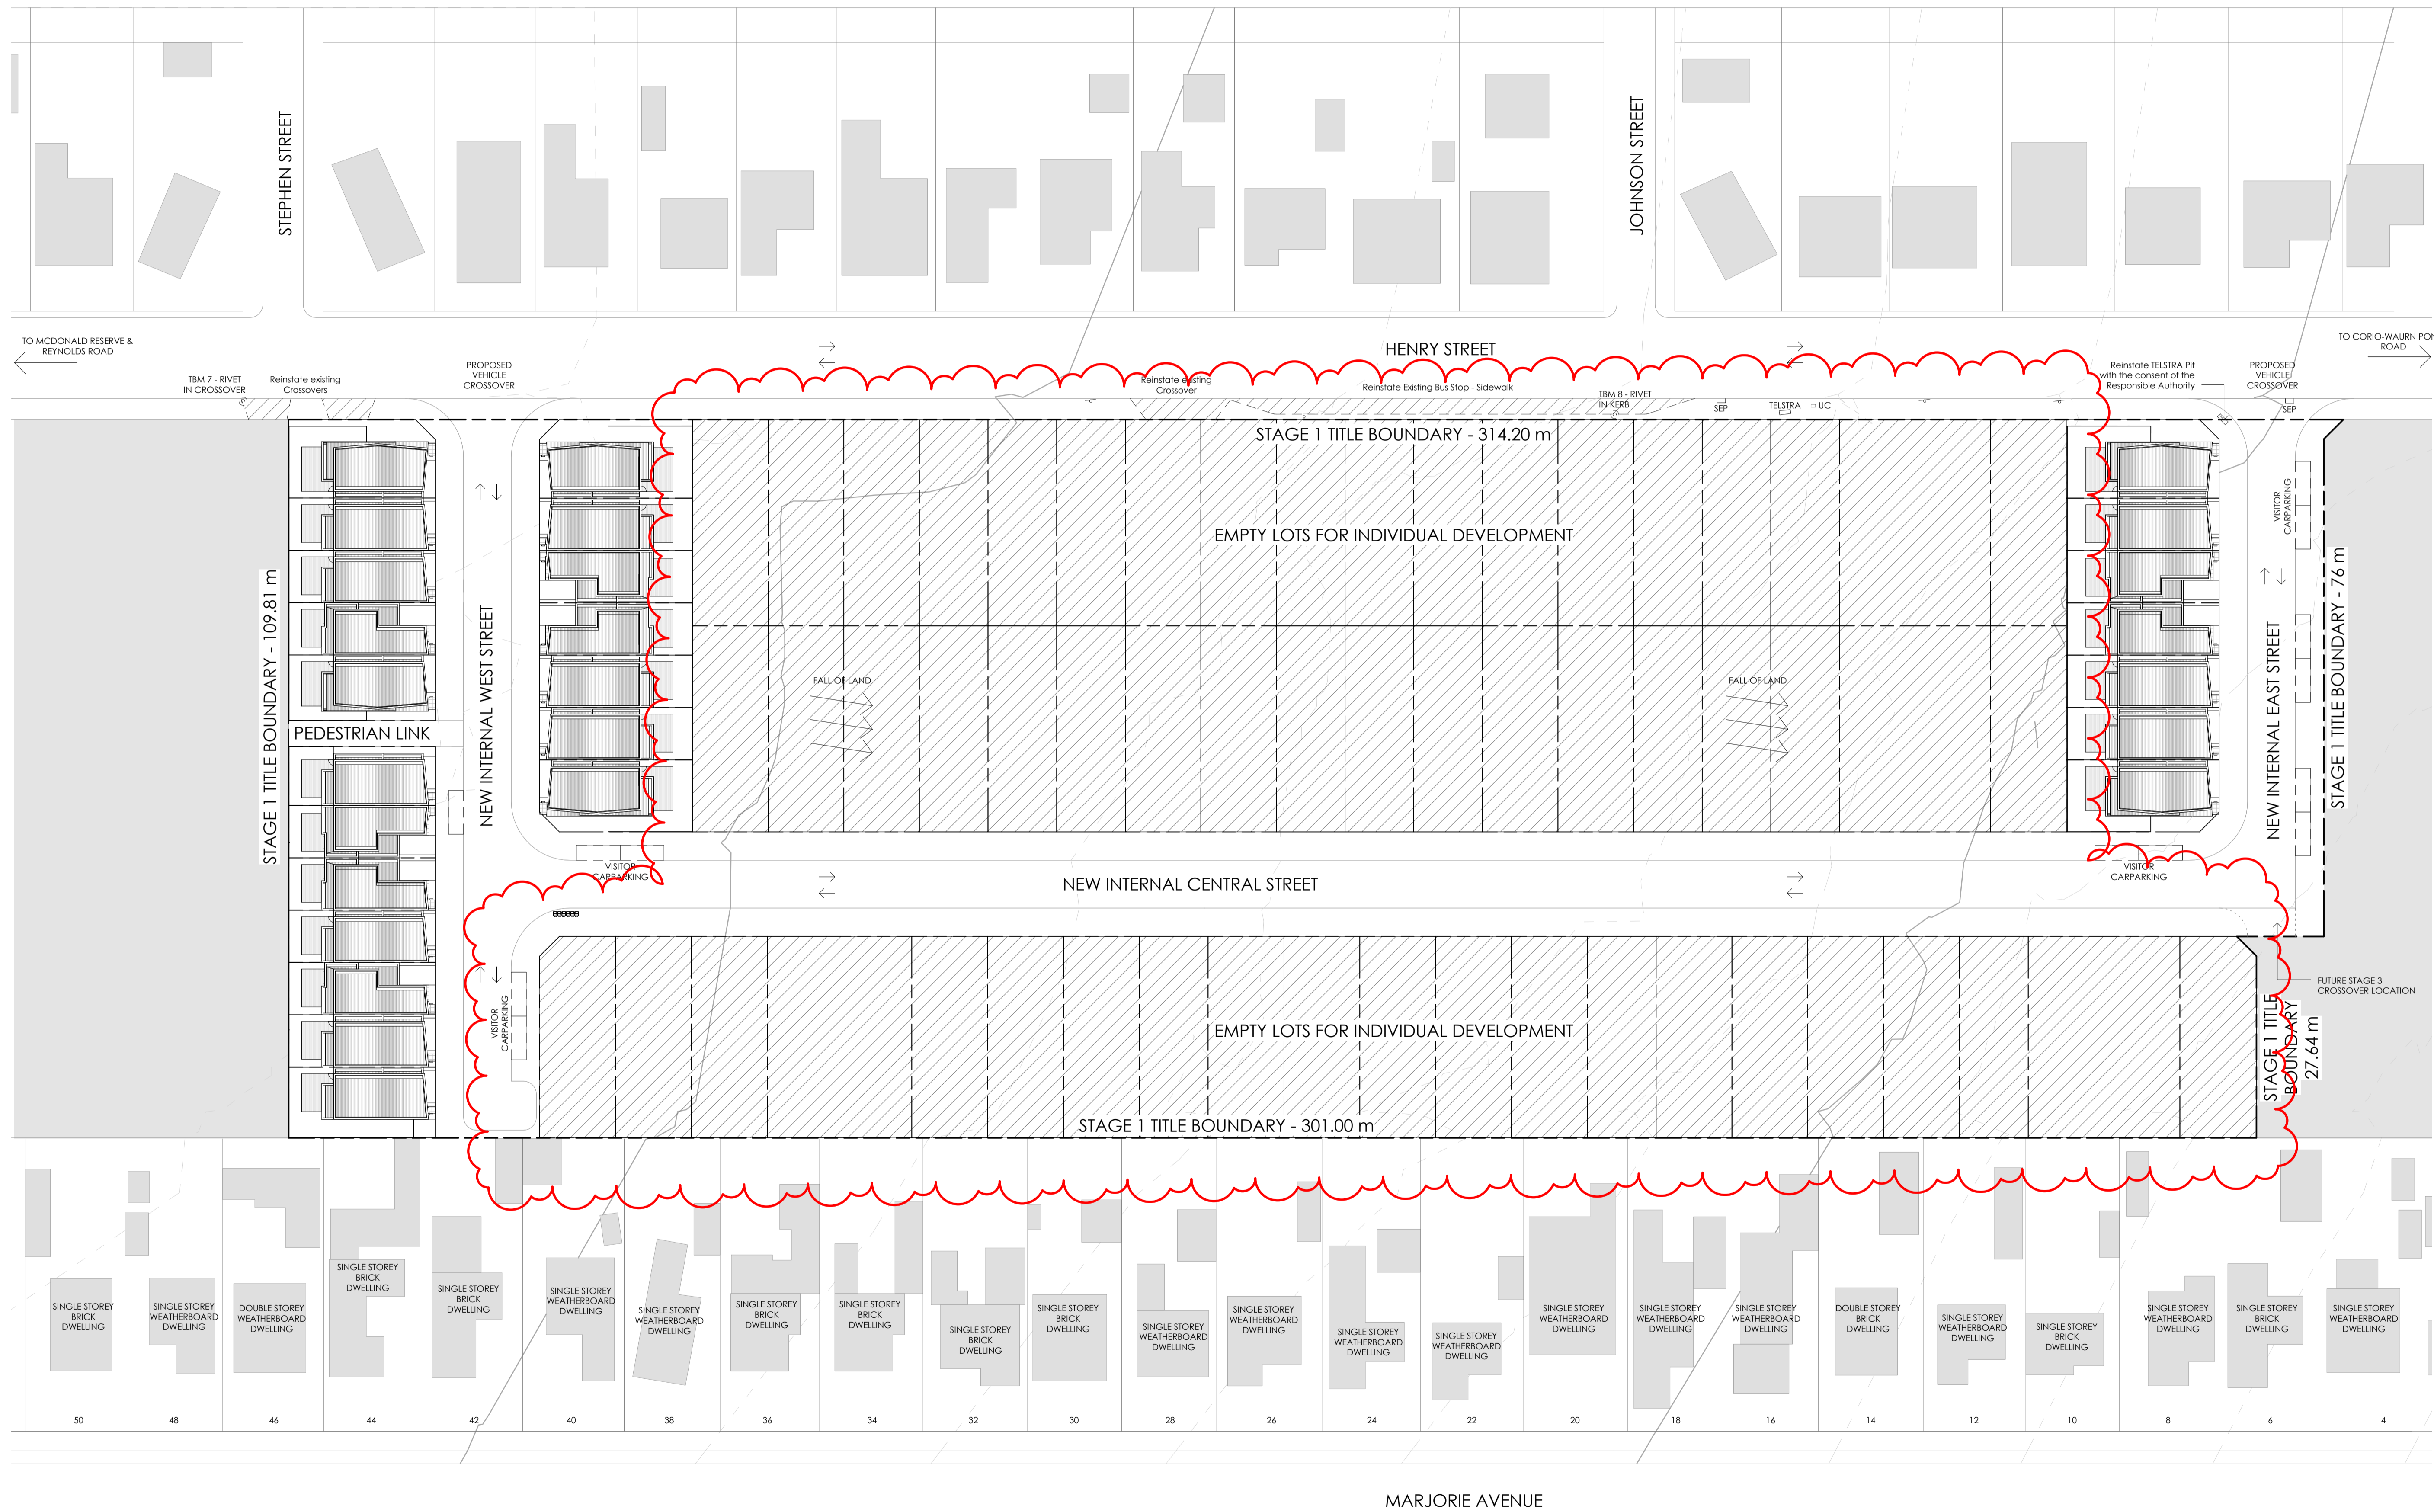 STEPHEN STREET
JOHNSON STREET
HENRY STREET
TO MCDONALD RESERVE &
REYNOLDS ROAD
TBM 7 - RIVET
IN CROSSOVER
Reinstate existing
Crossovers
PROPOSED
VEHICLE
CROSSOVER
Reinstate existing
Crossover
Reinstate Existing Bus Stop - Sidewalk
TBM 8 - RIVET
IN KERB
SEP
TELSTRA
UC
Reinstate TELSTRA Pit
with the consent of the
Responsible Authority
PROPOSED
VEHICLE
CROSSOVER
SEP
TO CORIO-WAURN PON
ROAD
STAGE 1 TITLE BOUNDARY - 314.20 m
EMPTY LOTS FOR INDIVIDUAL DEVELOPMENT
VISITOR
CARPARKING
STAGE 1 TITLE BOUNDARY - 109.81 m
NEW INTERNAL WEST STREET
PEDESTRIAN LINK
FALL OF LAND
FALL OF LAND
NEW INTERNAL EAST STREET
STAGE 1 TITLE BOUNDARY - 76 m
VISITOR
CARPARKING
NEW INTERNAL CENTRAL STREET
VISITOR
CARPARKING
VISITOR
CARPARKING
EMPTY LOTS FOR INDIVIDUAL DEVELOPMENT
FUTURE STAGE 3
CROSSOVER LOCATION
STAGE 1 TITLE
BOUNDARY
27.64 m
STAGE 1 TITLE BOUNDARY - 301.00 m
SINGLE STOREY
BRICK
DWELLING
SINGLE STOREY
WEATHERBOARD
DWELLING
DOUBLE STOREY
WEATHERBOARD
DWELLING
SINGLE STOREY
BRICK
DWELLING
SINGLE STOREY
BRICK
DWELLING
SINGLE STOREY
WEATHERBOARD
DWELLING
SINGLE STOREY
WEATHERBOARD
DWELLING
SINGLE STOREY
BRICK
DWELLING
SINGLE STOREY
BRICK
DWELLING
SINGLE STOREY
BRICK
DWELLING
SINGLE STOREY
BRICK
DWELLING
SINGLE STOREY
WEATHERBOARD
DWELLING
SINGLE STOREY
WEATHERBOARD
DWELLING
SINGLE STOREY
WEATHERBOARD
DWELLING
SINGLE STOREY
WEATHERBOARD
DWELLING
SINGLE STOREY
WEATHERBOARD
DWELLING
SINGLE STOREY
WEATHERBOARD
DWELLING
SINGLE STOREY
WEATHERBOARD
DWELLING
DOUBLE STOREY
BRICK
DWELLING
SINGLE STOREY
WEATHERBOARD
DWELLING
SINGLE STOREY
BRICK
DWELLING
SINGLE STOREY
WEATHERBOARD
DWELLING
SINGLE STOREY
BRICK
DWELLING
SINGLE STOREY
WEATHERBOARD
DWELLING
50 48 46 44 42 40 38 36 34 32 30 28 26 24 22 20 18 16 14 12 10 8 6 4
MARJORIE AVENUE